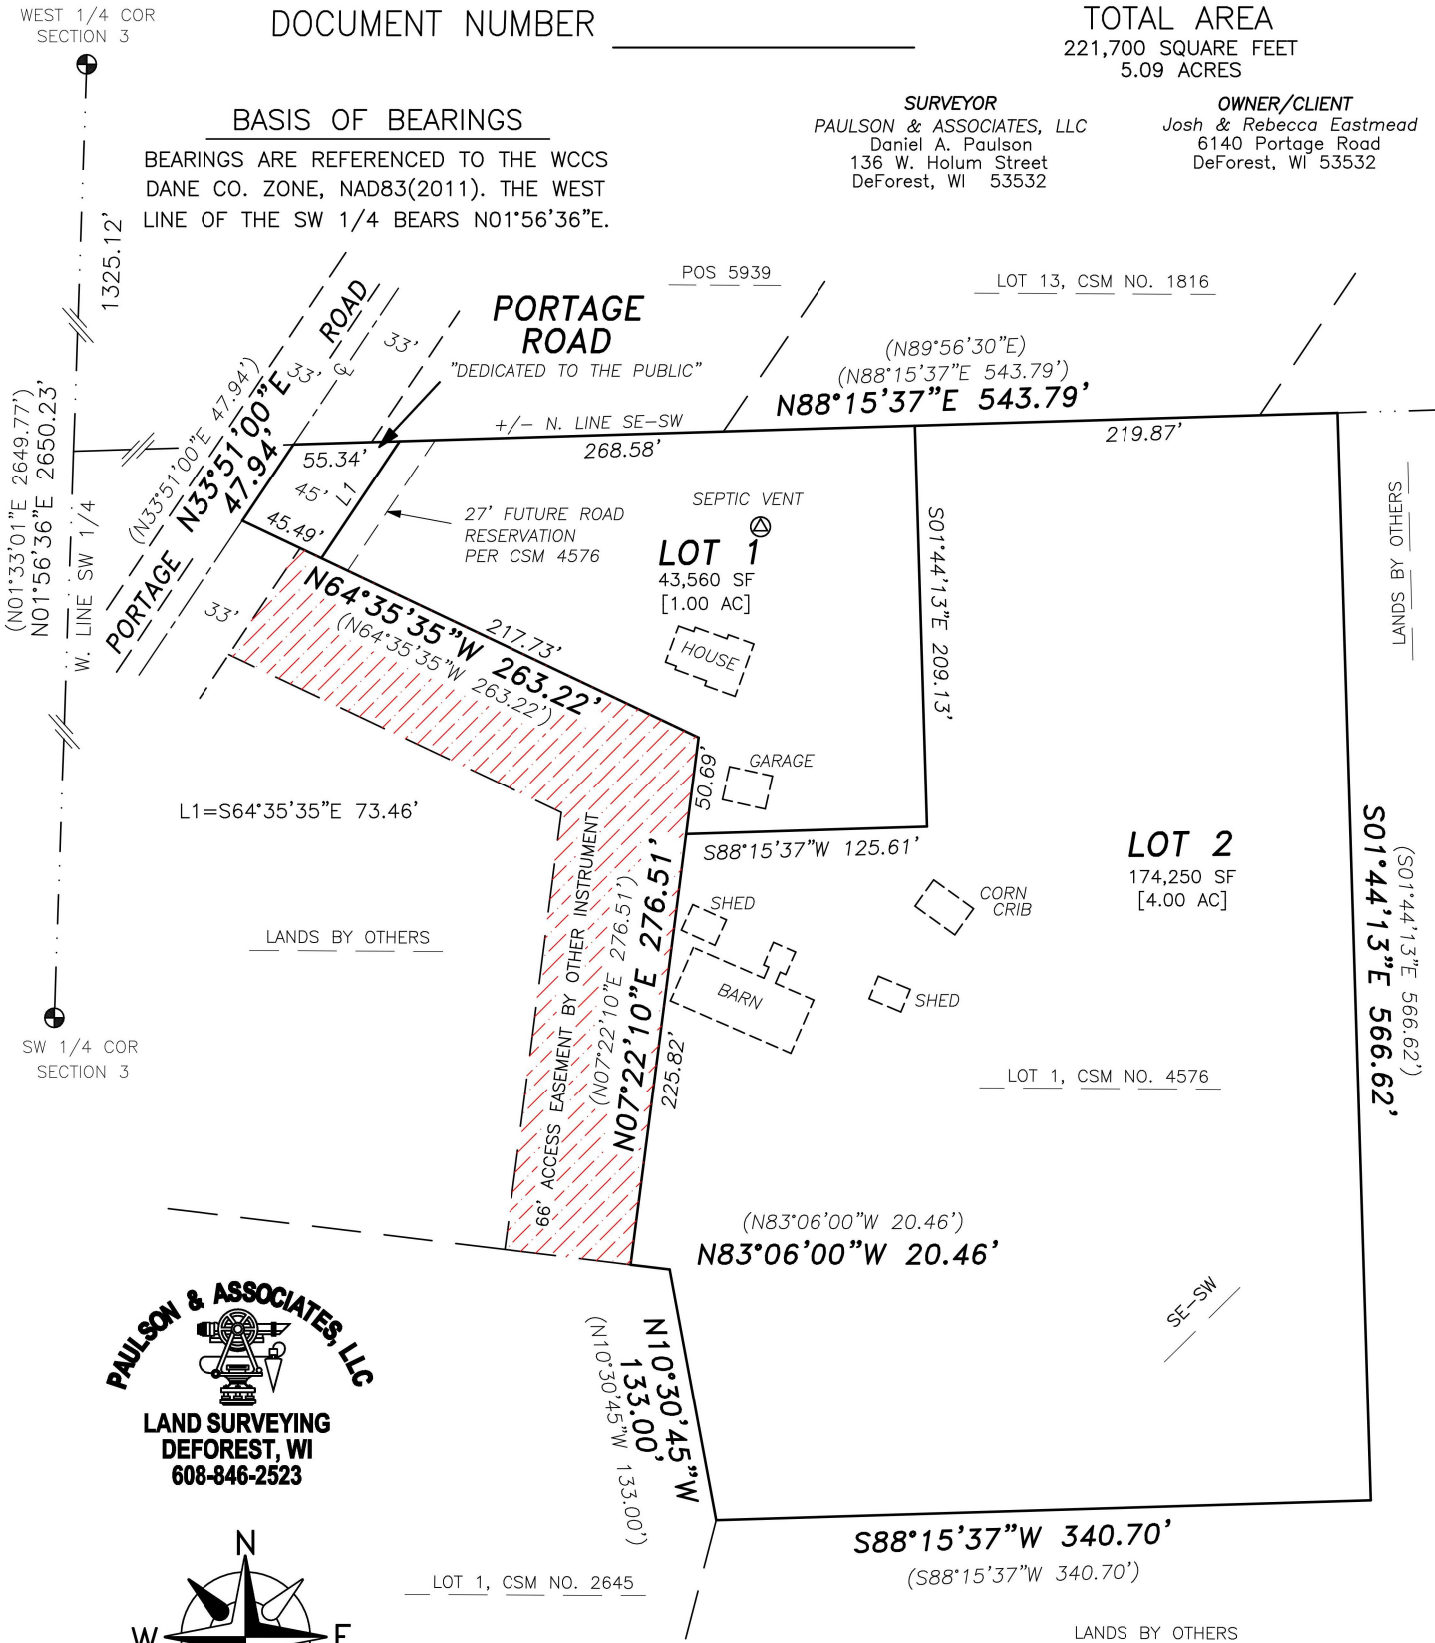 WEST 1/4 COR
SECTION 3
DOCUMENT NUMBER
TOTAL AREA
221,700 SQUARE FEET
5.09 ACRES
SURVEYOR
PAULSON & ASSOCIATES, LLC
Daniel A. Paulson
136 W. Holum Street
DeForest, WI 53532
OWNER/CLIENT
Josh & Rebecca Eastmead
6140 Portage Road
DeForest, WI 53532
BASIS OF BEARINGS
BEARINGS ARE REFERENCED TO THE WCCS
DANE CO. ZONE, NAD83(2011). THE WEST
LINE OF THE SW 1/4 BEARS N01°56'36"E.
1325.12'
(N01°33'01"E 2649.77')
N01°56'36"E 2650.23'
W. LINE SW 1/4
POS 5939
LOT 13, CSM NO. 1816
PORTAGE
ROAD
"DEDICATED TO THE PUBLIC"
PORTAGE ROAD
33'
33'
℄
33'
(N33°51'00"E 47.94')
N33°51'00"E
47.94'
(N89°56'30"E)
(N88°15'37"E 543.79')
N88°15'37"E 543.79'
+/- N. LINE SE-SW
268.58'
219.87'
55.34'
45'
L1
45.49'
27' FUTURE ROAD
RESERVATION
PER CSM 4576
SEPTIC VENT
LOT 1
43,560 SF
[1.00 AC]
HOUSE
S01°44'13"E 209.13'
LANDS BY OTHERS
N64°35'35"W 263.22'
(N64°35'35"W 263.22')
217.73'
GARAGE
50.69'
L1=S64°35'35"E 73.46'
S88°15'37"W 125.61'
LOT 2
174,250 SF
[4.00 AC]
S01°44'13"E 566.62'
(S01°44'13"E 566.62')
SHED
CORN
CRIB
BARN
SHED
LANDS BY OTHERS
66' ACCESS EASEMENT BY OTHER INSTRUMENT
(N07°22'10"E 276.51')
N07°22'10"E 276.51'
225.82'
SW 1/4 COR
SECTION 3
LOT 1, CSM NO. 4576
(N83°06'00"W 20.46')
N83°06'00"W 20.46'
SE-SW
PAULSON & ASSOCIATES, LLC
LAND SURVEYING
DEFOREST, WI
608-846-2523
N10°30'45"W
133.00'
(N10°30'45"W 133.00')
S88°15'37"W 340.70'
(S88°15'37"W 340.70')
N
W
E
LOT 1, CSM NO. 2645
LANDS BY OTHERS